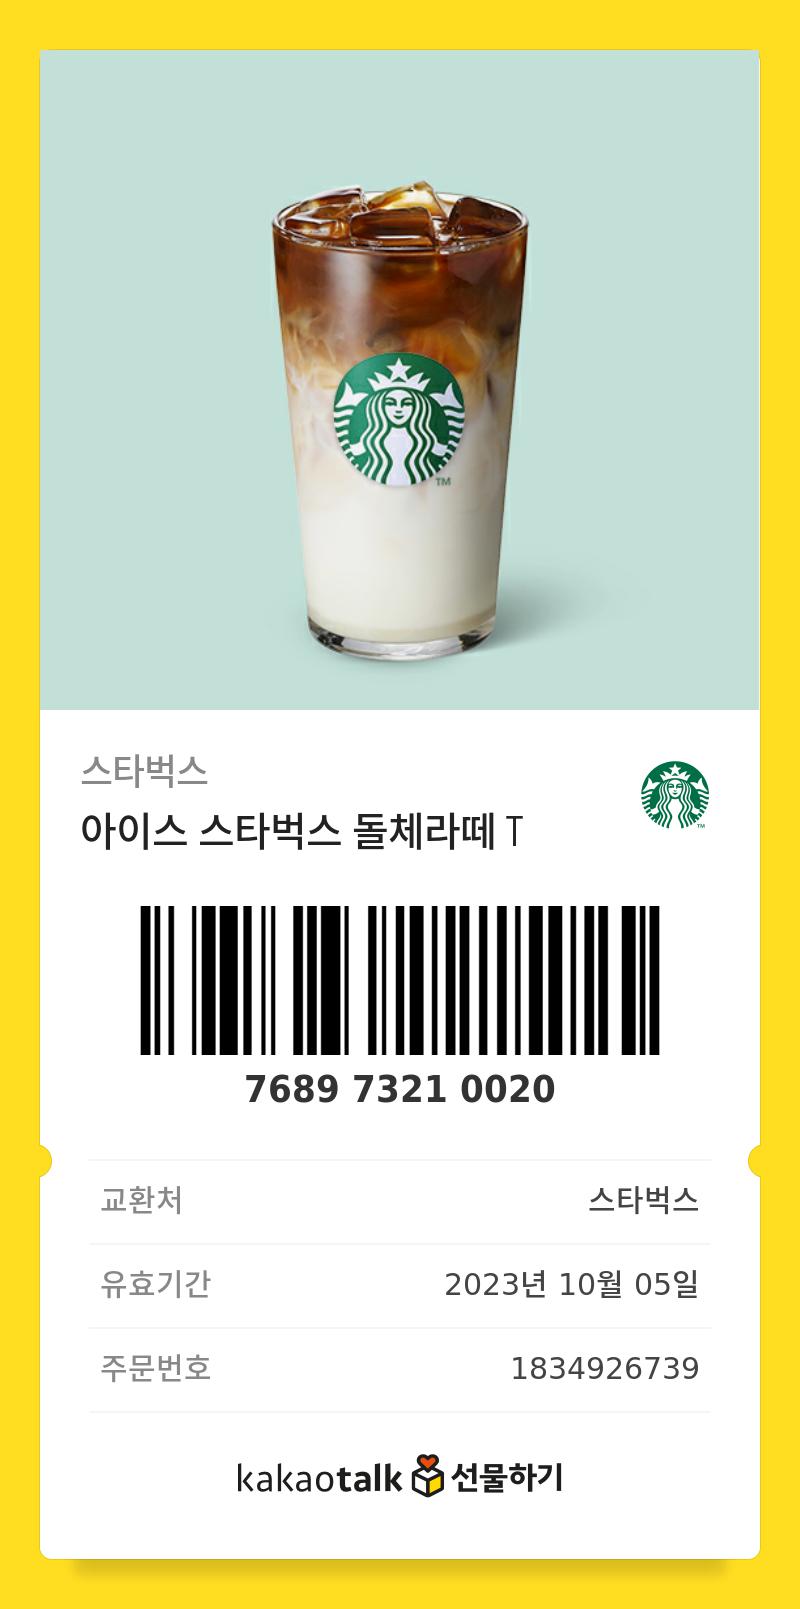 TM
스타벅스
TM
아이스 스타벅스 돌체라떼 T
7689 7321 0020
교환처 스타벅스
유효기간 2023년 10월 05일
주문번호 1834926739
kakaotalk 선물하기